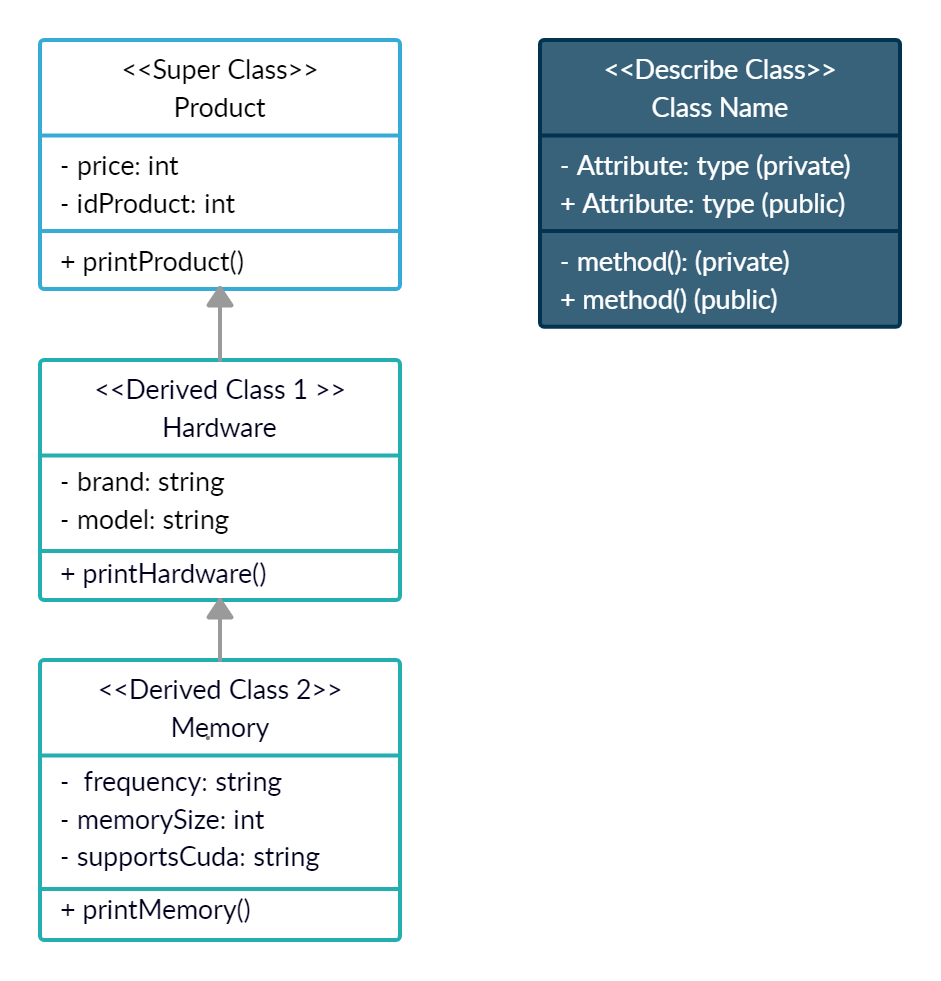 <<Super Class>>
Product
- price: int
- idProduct: int
+ printProduct()
<<Derived Class 1 >>
Hardware
- brand: string
- model: string
+ printHardware()
<<Derived Class 2>>
Memory
-  frequency: string
- memorySize: int
- supportsCuda: string
+ printMemory()
<<Describe Class>>
Class Name
- Attribute: type (private)
+ Attribute: type (public)
- method(): (private)
+ method() (public)